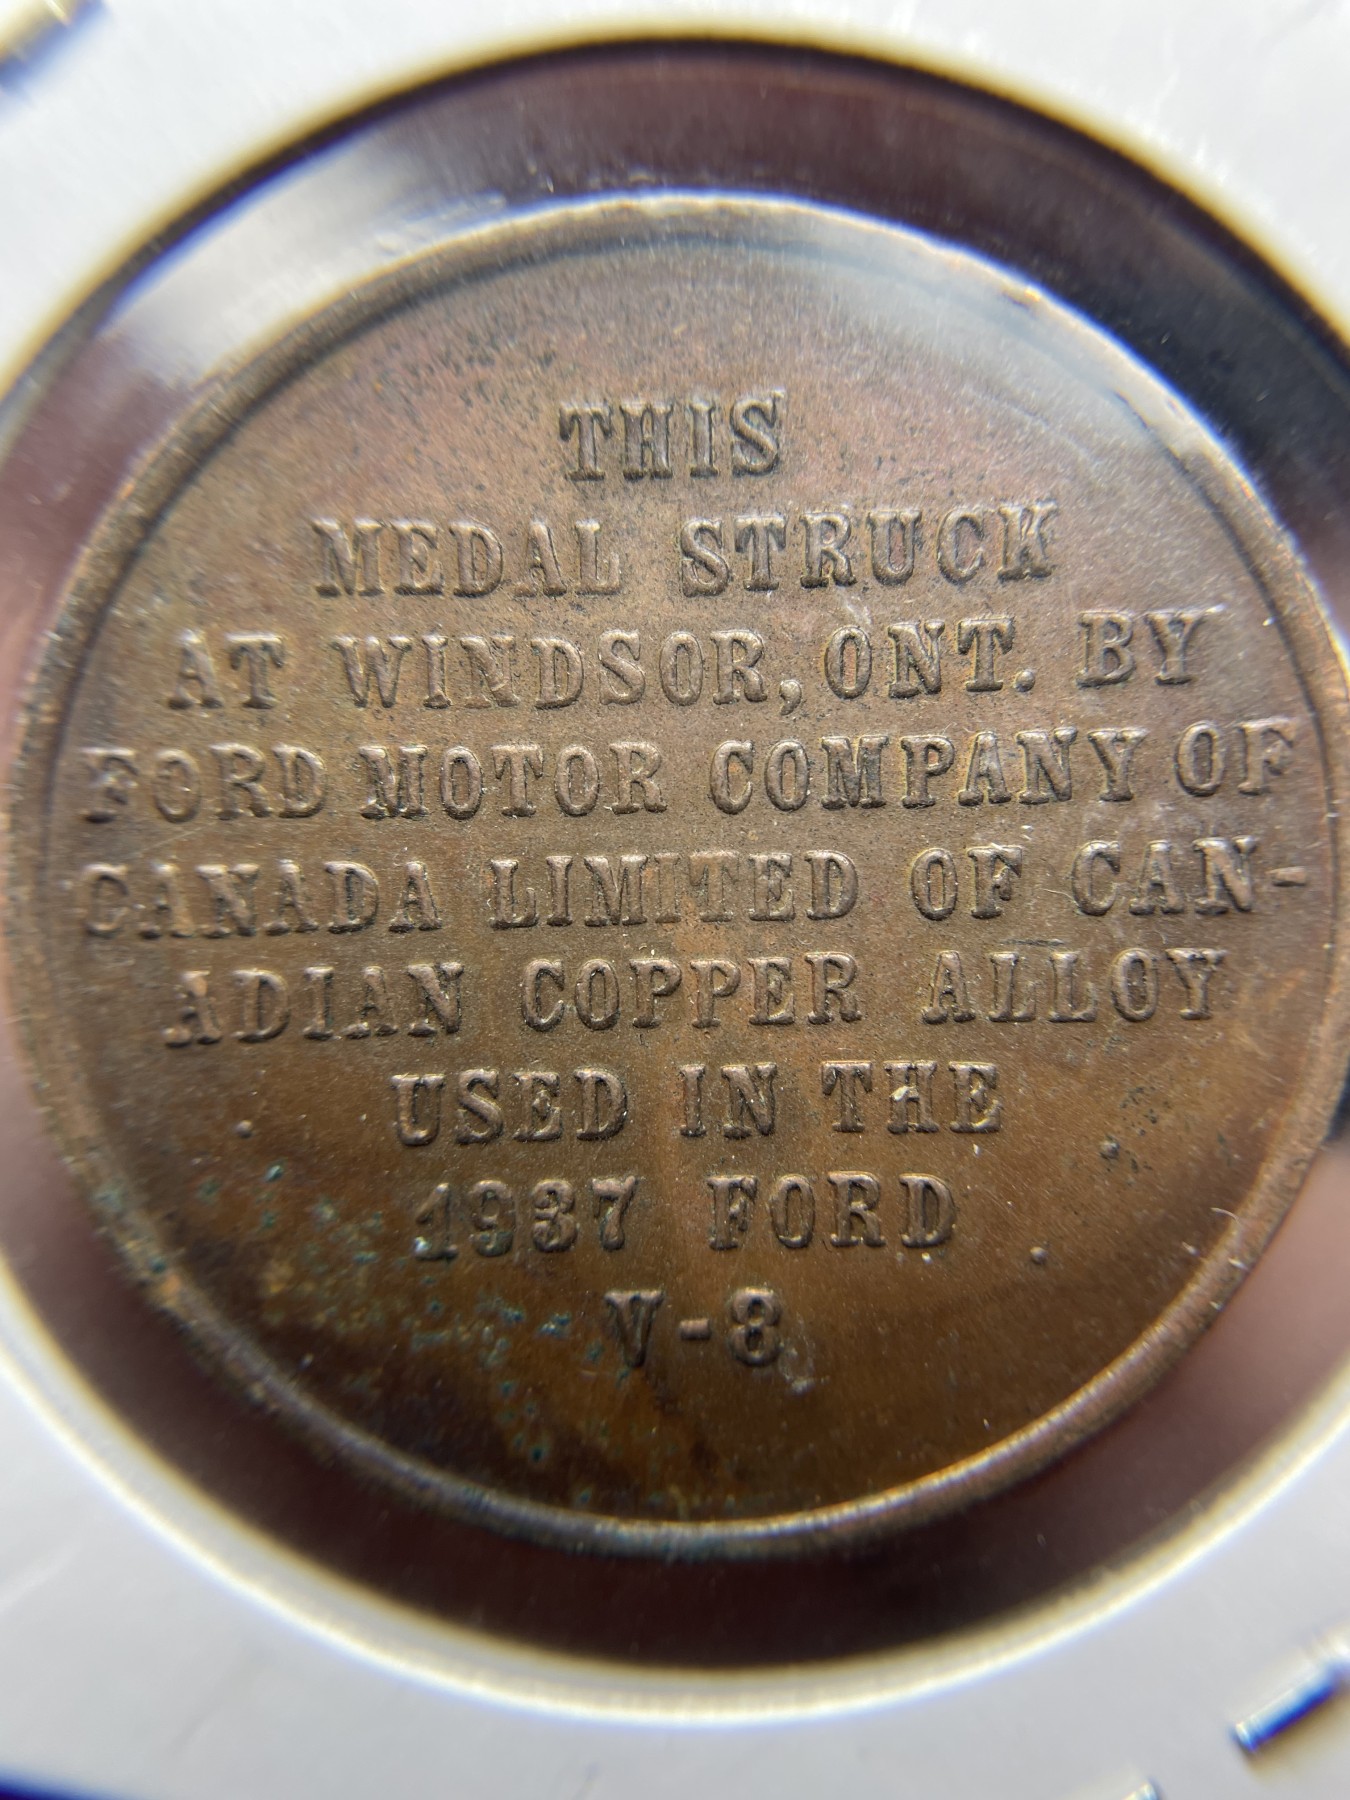 THIS
MEDAL STRUCK
AT WINDSOR, ONT. BY
FORD MOTOR COMPANY OF
CANADA LIMITED OF CAN-
ADIAN COPPER ALLOY
USED IN THE
1937 FORD
V-8